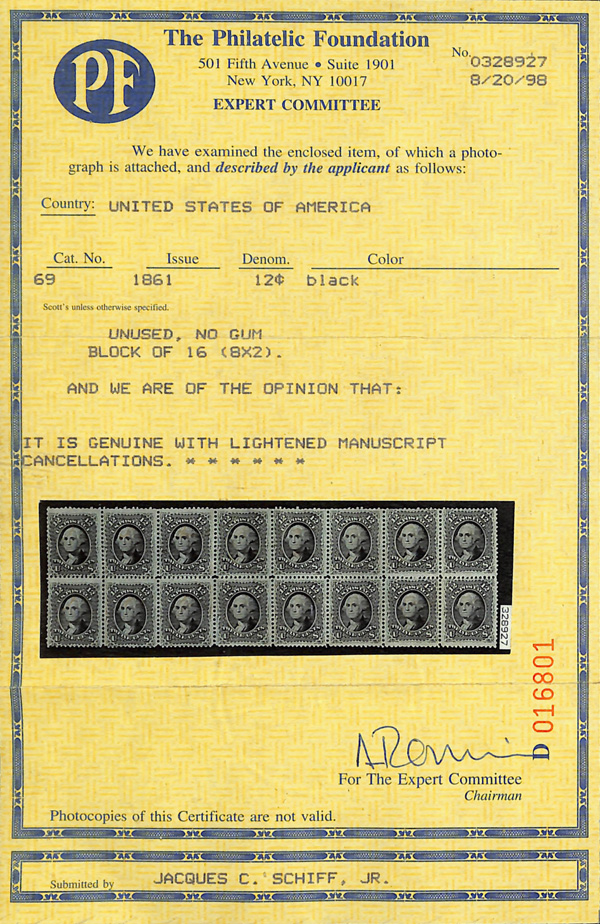 PF
The Philatelic Foundation
501 Fifth Avenue • Suite 1901
New York, NY 10017
EXPERT COMMITTEE
No. 0328927
8/20/98
We have examined the enclosed item, of which a photo-
graph is attached, and described by the applicant as follows:
Country: UNITED STATES OF AMERICA
Cat. No. Issue Denom. Color
69 1861 12¢ black
Scott's unless otherwise specified.
UNUSED, NO GUM
BLOCK OF 16 (8X2).
AND WE ARE OF THE OPINION THAT:
IT IS GENUINE WITH LIGHTENED MANUSCRIPT
CANCELLATIONS. * * * * * *
328927
D 016801
For The Expert Committee
Chairman
Photocopies of this Certificate are not valid.
Submitted by JACQUES C. SCHIFF, JR.